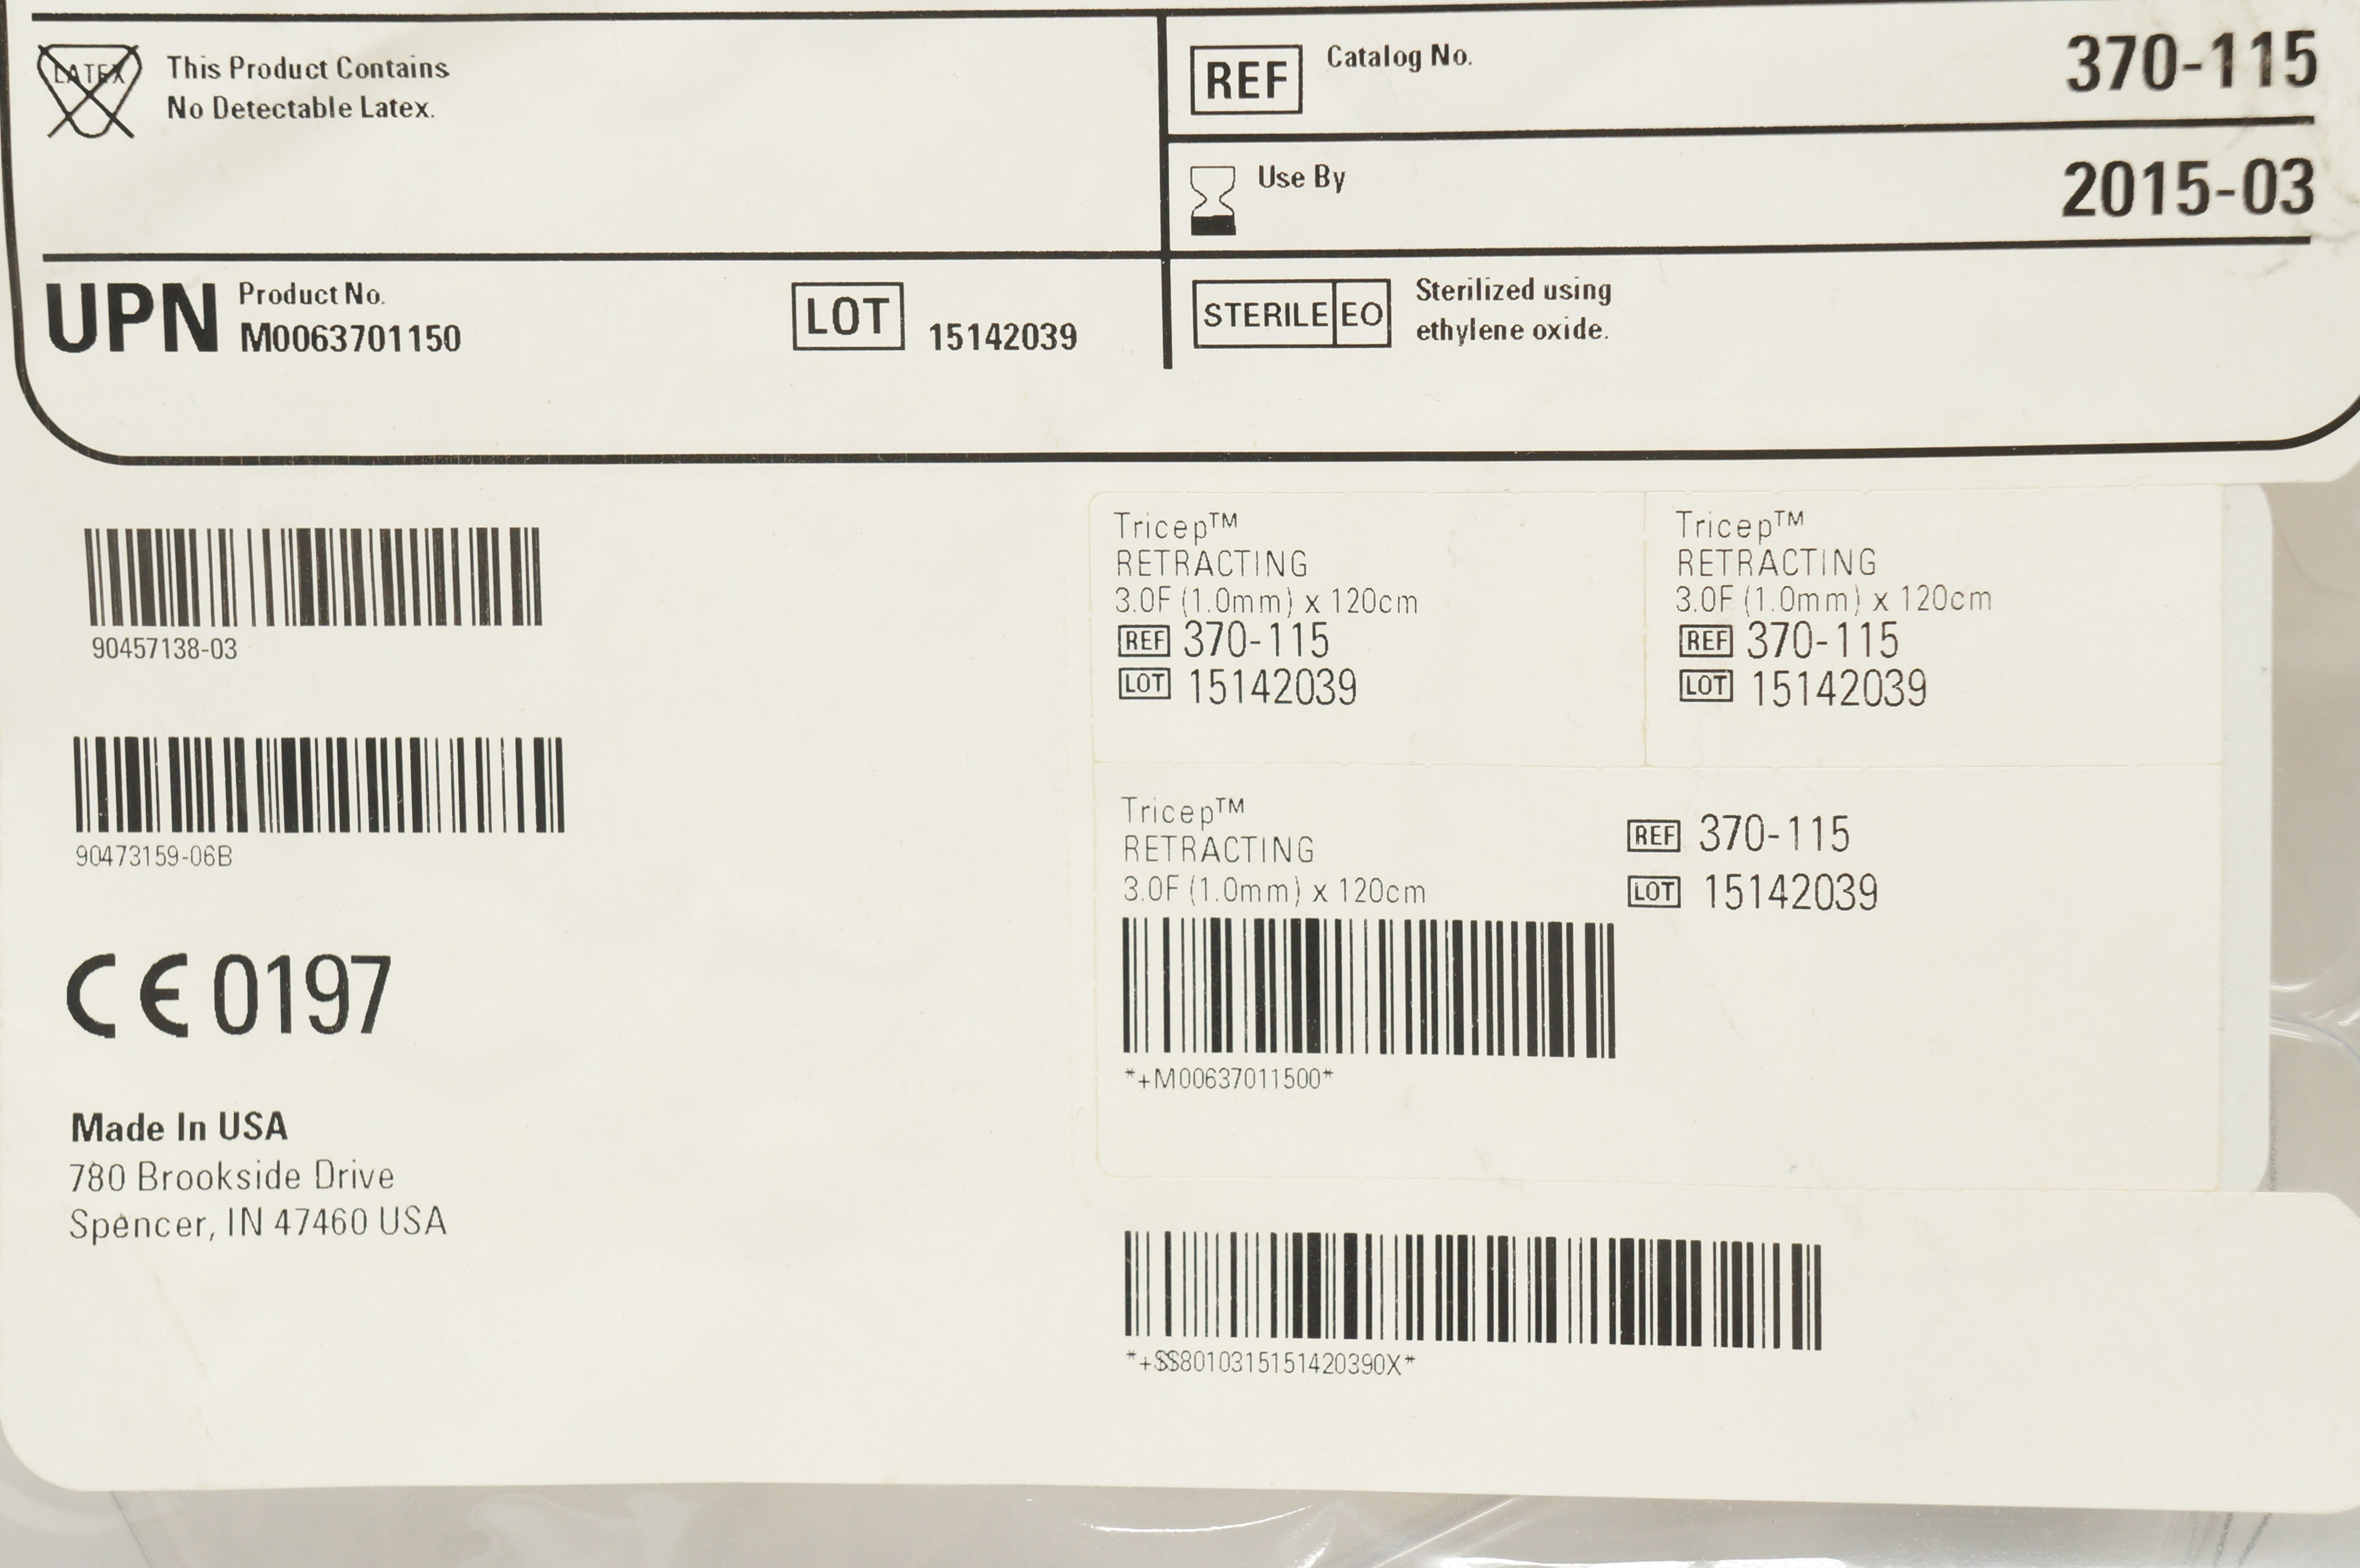 LATEX
This Product Contains
No Detectable Latex.
REF Catalog No. 370-115
Use By 2015-03
UPN Product No.
M0063701150
LOT 15142039
STERILE EO Sterilized using
ethylene oxide.
90457138-03
90473159-06B
CE 0197
Made In USA
780 Brookside Drive
Spencer, IN 47460 USA
Tricep™
RETRACTING
3.0F (1.0mm) x 120cm
REF 370-115
LOT 15142039
Tricep™
RETRACTING
3.0F (1.0mm) x 120cm
REF 370-115
LOT 15142039
Tricep™
RETRACTING
3.0F (1.0mm) x 120cm
REF 370-115
LOT 15142039
*+M00637011500*
*+$$8010315151420390X*